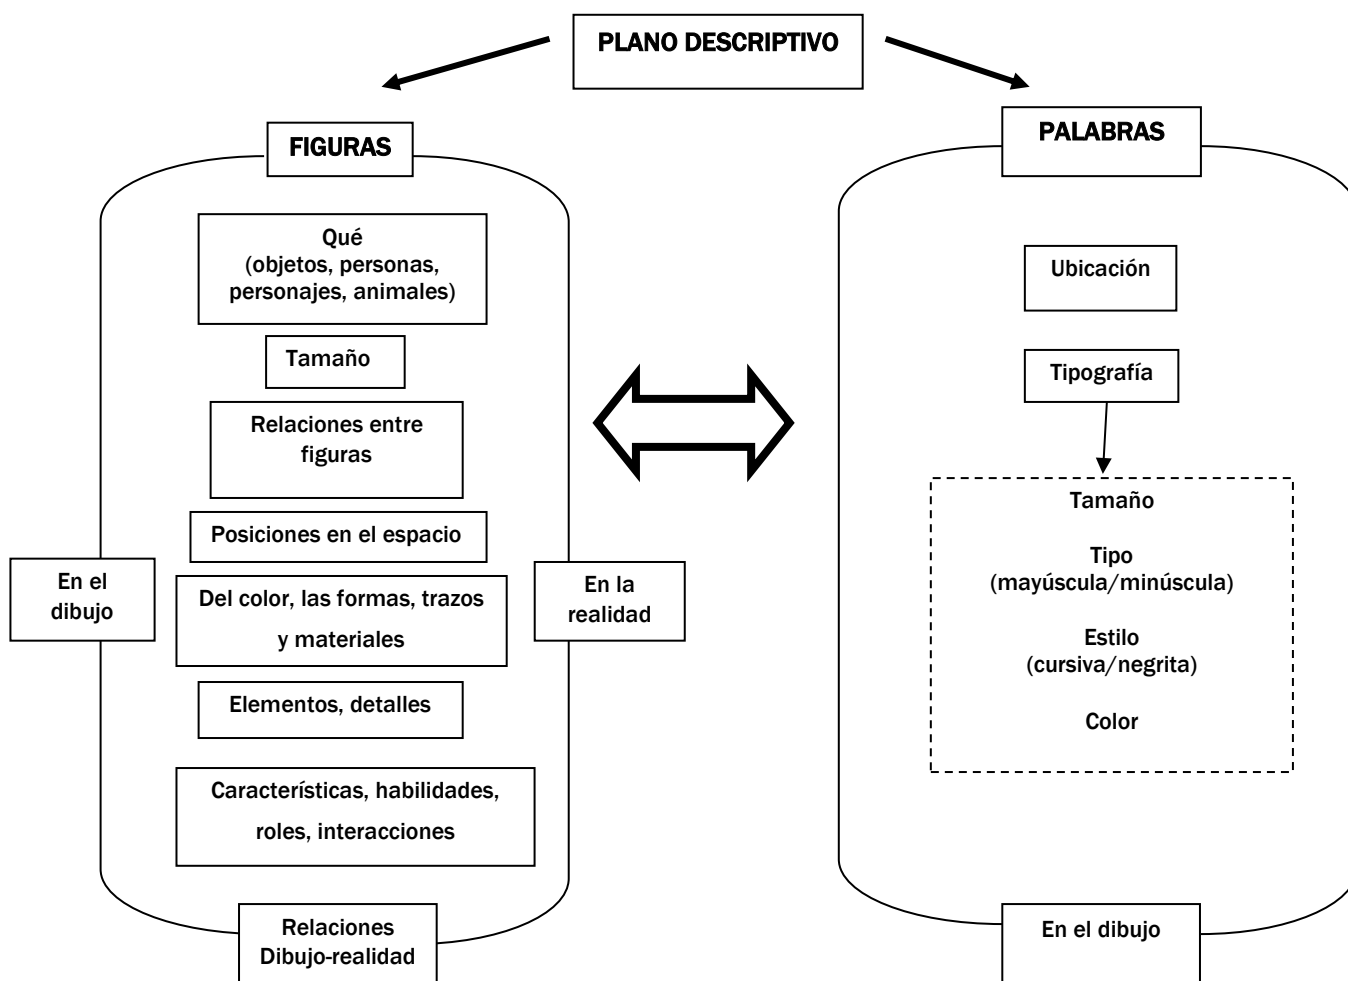 PLANO DESCRIPTIVO
FIGURAS
Qué
(objetos, personas,
personajes, animales)
Tamaño
Relaciones entre
figuras
Posiciones en el espacio
En el
dibujo
Del color, las formas, trazos
y materiales
En la
realidad
Elementos, detalles
Características, habilidades,
roles, interacciones
Relaciones
Dibujo-realidad
PALABRAS
Ubicación
Tipografía
Tamaño
Tipo
(mayúscula/minúscula)
Estilo
(cursiva/negrita)
Color
En el dibujo